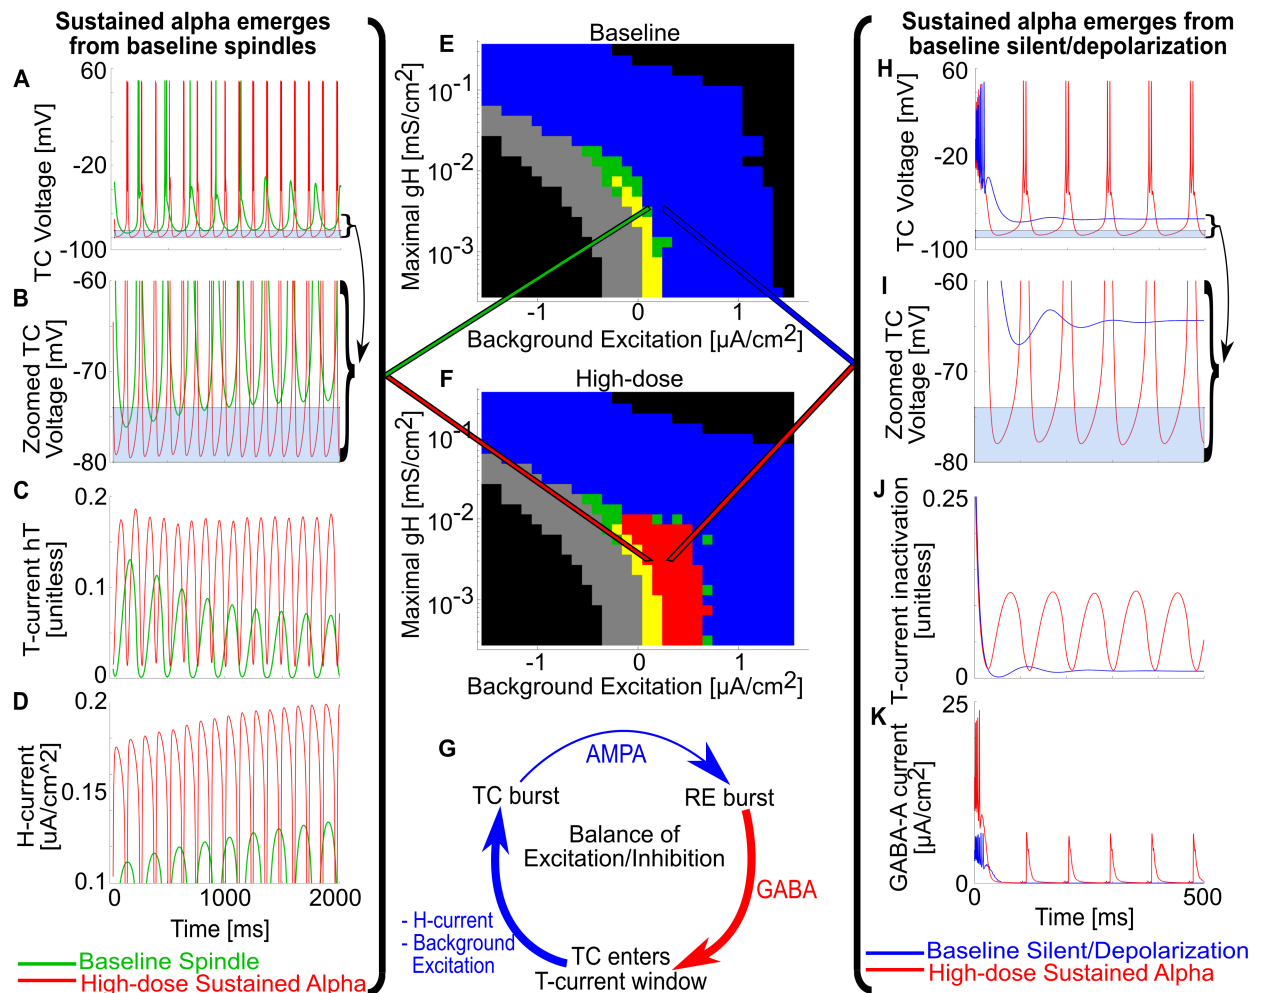 Sustained alpha emerges
from baseline spindles
A
60
-20
-100
TC Voltage
[mV]
B
-60
-70
-80
Zoomed TC
Voltage [mV]
C
0.2
0.1
0
T-current hT
[unitless]
D
0.2
0.15
0.1
H-current
[uA/cm^2]
0
1000
2000
Time [ms]
Baseline Spindle
High-dose Sustained Alpha
E
Baseline
10-1
10-2
10-3
Maximal gH [mS/cm2]
-1
0
1
Background Excitation [µA/cm2]
F
High-dose
10-1
10-2
10-3
Maximal gH [mS/cm2]
-1
0
1
Background Excitation [µA/cm2]
G
AMPA
TC burst
RE burst
Balance of
Excitation/Inhibition
GABA
- H-current
- Background
Excitation
TC enters
T-current window
Sustained alpha emerges from
baseline silent/depolarization
H
60
-20
-100
TC Voltage
[mV]
I
-60
-70
-80
Zoomed TC
Voltage [mV]
J
0.25
0
T-current inactivation
[unitless]
K
25
0
GABA-A current
[µA/cm2]
0
500
Time [ms]
Baseline Silent/Depolarization
High-dose Sustained Alpha